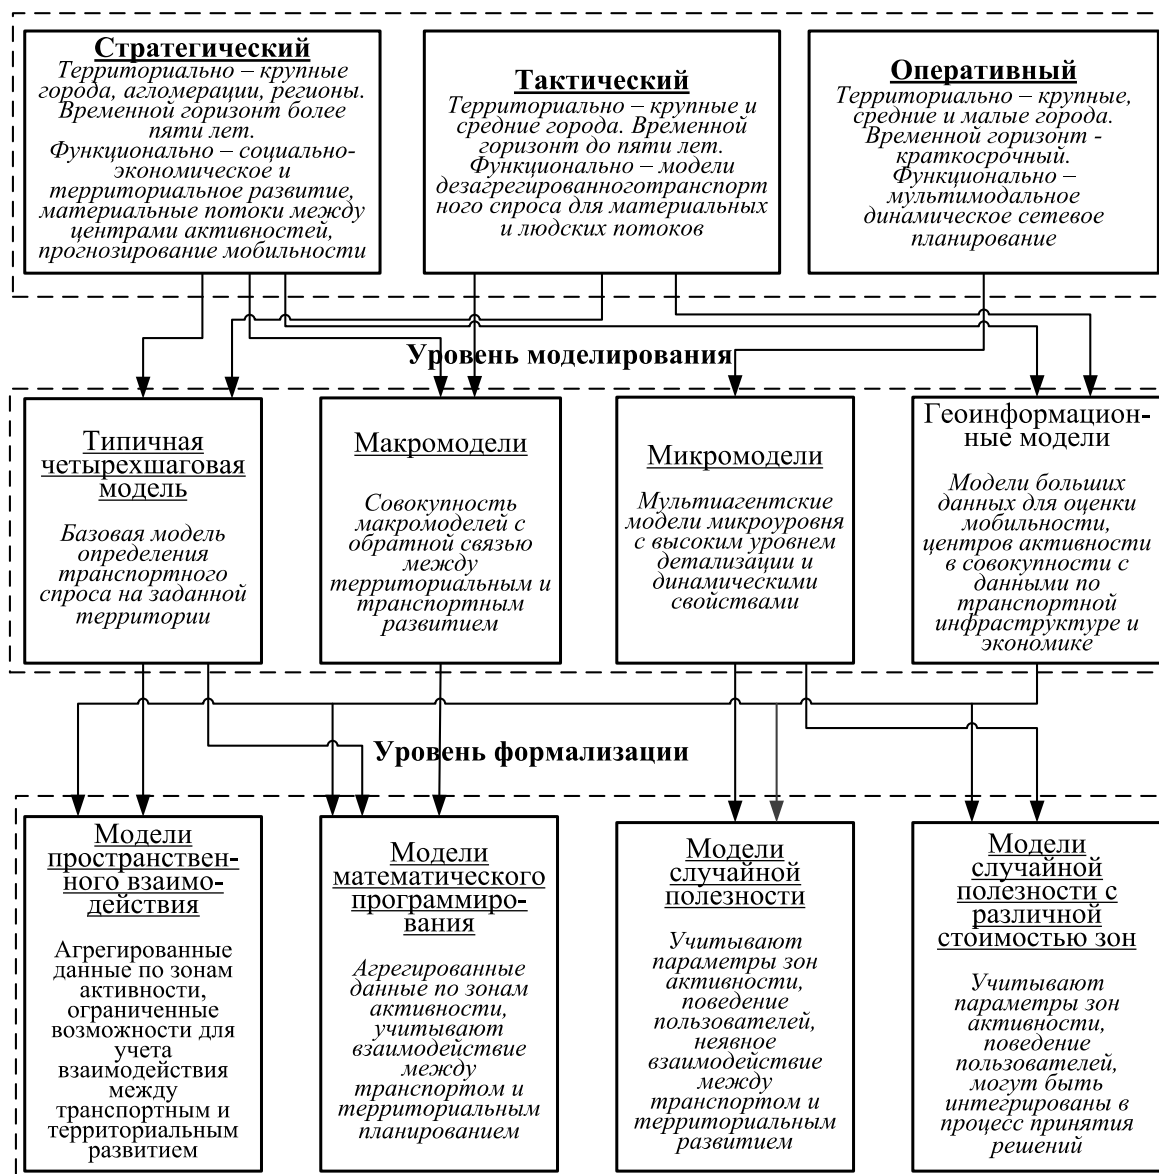 Стратегический
Территориально – крупные
города, агломерации, регионы.
Временной горизонт более
пяти лет.
Функционально – социально-
экономическое и
территориальное развитие,
материальные потоки между
центрами активностей,
прогнозирование мобильности
Тактический
Территориально – крупные и
средние города. Временной
горизонт до пяти лет.
Функционально – модели
дезагрегированноготранспорт
ного спроса для материальных
и людских потоков
Оперативный
Территориально – крупные,
средние и малые города.
Временной горизонт -
краткосрочный.
Функционально –
мультимодальное
динамическое сетевое
планирование
Уровень моделирования
Типичная
четырехшаговая
модель
Базовая модель
определения
транспортного
спроса на заданной
территории
Макромодели
Совокупность
макромоделей с
обратной связью
между
территориальным и
транспортным
развитием
Микромодели
Мультиагентские
модели микроуровня
с высоким уровнем
детализации и
динамическими
свойствами
Геоинформацион-
ные модели
Модели больших
данных для оценки
мобильности,
центров активности
в совокупности с
данными по
транспортной
инфраструктуре и
экономике
Уровень формализации
Модели
пространствен-
ного взаимо-
действия
Агрегированные
данные по зонам
активности,
ограниченные
возможности для
учета
взаимодействия
между
транспортным и
территориальным
развитием
Модели
математического
программиро-
вания
Агрегированные
данные по зонам
активности,
учитывают
взаимодействие
между
транспортом и
территориальным
планированием
Модели
случайной
полезности
Учитывают
параметры зон
активности,
поведение
пользователей,
неявное
взаимодействие
между
транспортом и
территориальным
развитием
Модели
случайной
полезности с
различной
стоимостью зон
Учитывают
параметры зон
активности,
поведение
пользователей,
могут быть
интегрированы в
процесс принятия
решений